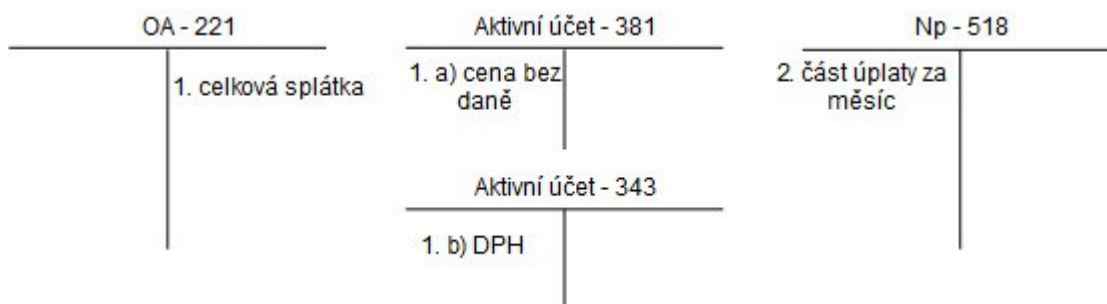 OA - 221
Aktivní účet - 381
Np - 518
1. celková splátka
1. a) cena bez
daně
2. část úplaty za
měsíc
Aktivní účet - 343
1. b) DPH